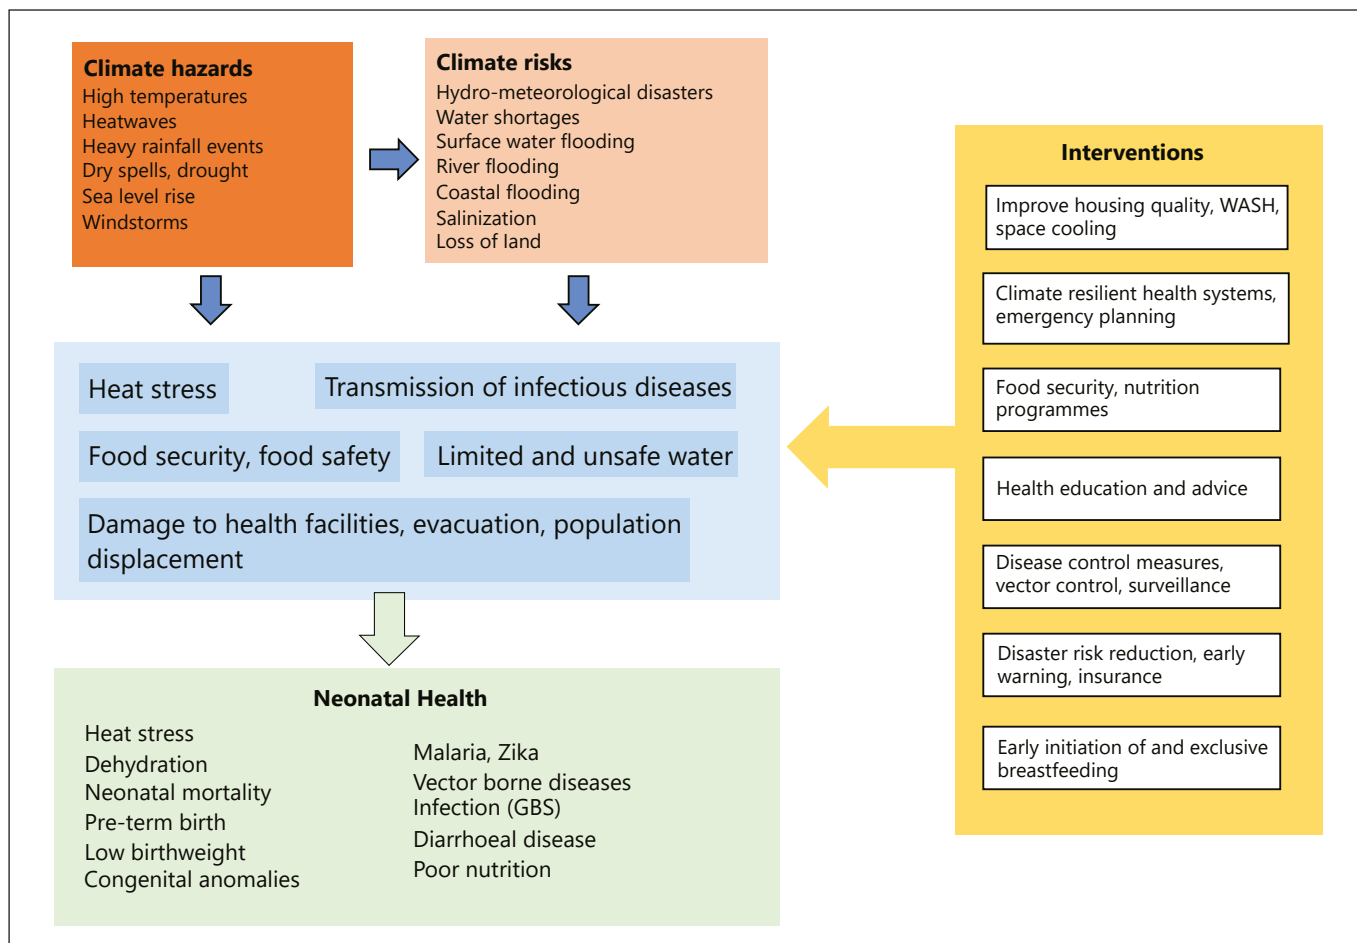 Climate hazards
High temperatures
Heatwaves
Heavy rainfall events
Dry spells, drought
Sea level rise
Windstorms
Climate risks
Hydro-meteorological disasters
Water shortages
Surface water flooding
River flooding
Coastal flooding
Salinization
Loss of land
Heat stress
Transmission of infectious diseases
Food security, food safety
Limited and unsafe water
Damage to health facilities, evacuation, population
displacement
Neonatal Health
Heat stress
Dehydration
Neonatal mortality
Pre-term birth
Low birthweight
Congenital anomalies
Malaria, Zika
Vector borne diseases
Infection (GBS)
Diarrhoeal disease
Poor nutrition
Interventions
Improve housing quality, WASH,
space cooling
Climate resilient health systems,
emergency planning
Food security, nutrition
programmes
Health education and advice
Disease control measures,
vector control, surveillance
Disaster risk reduction, early
warning, insurance
Early initiation of and exclusive
breastfeeding